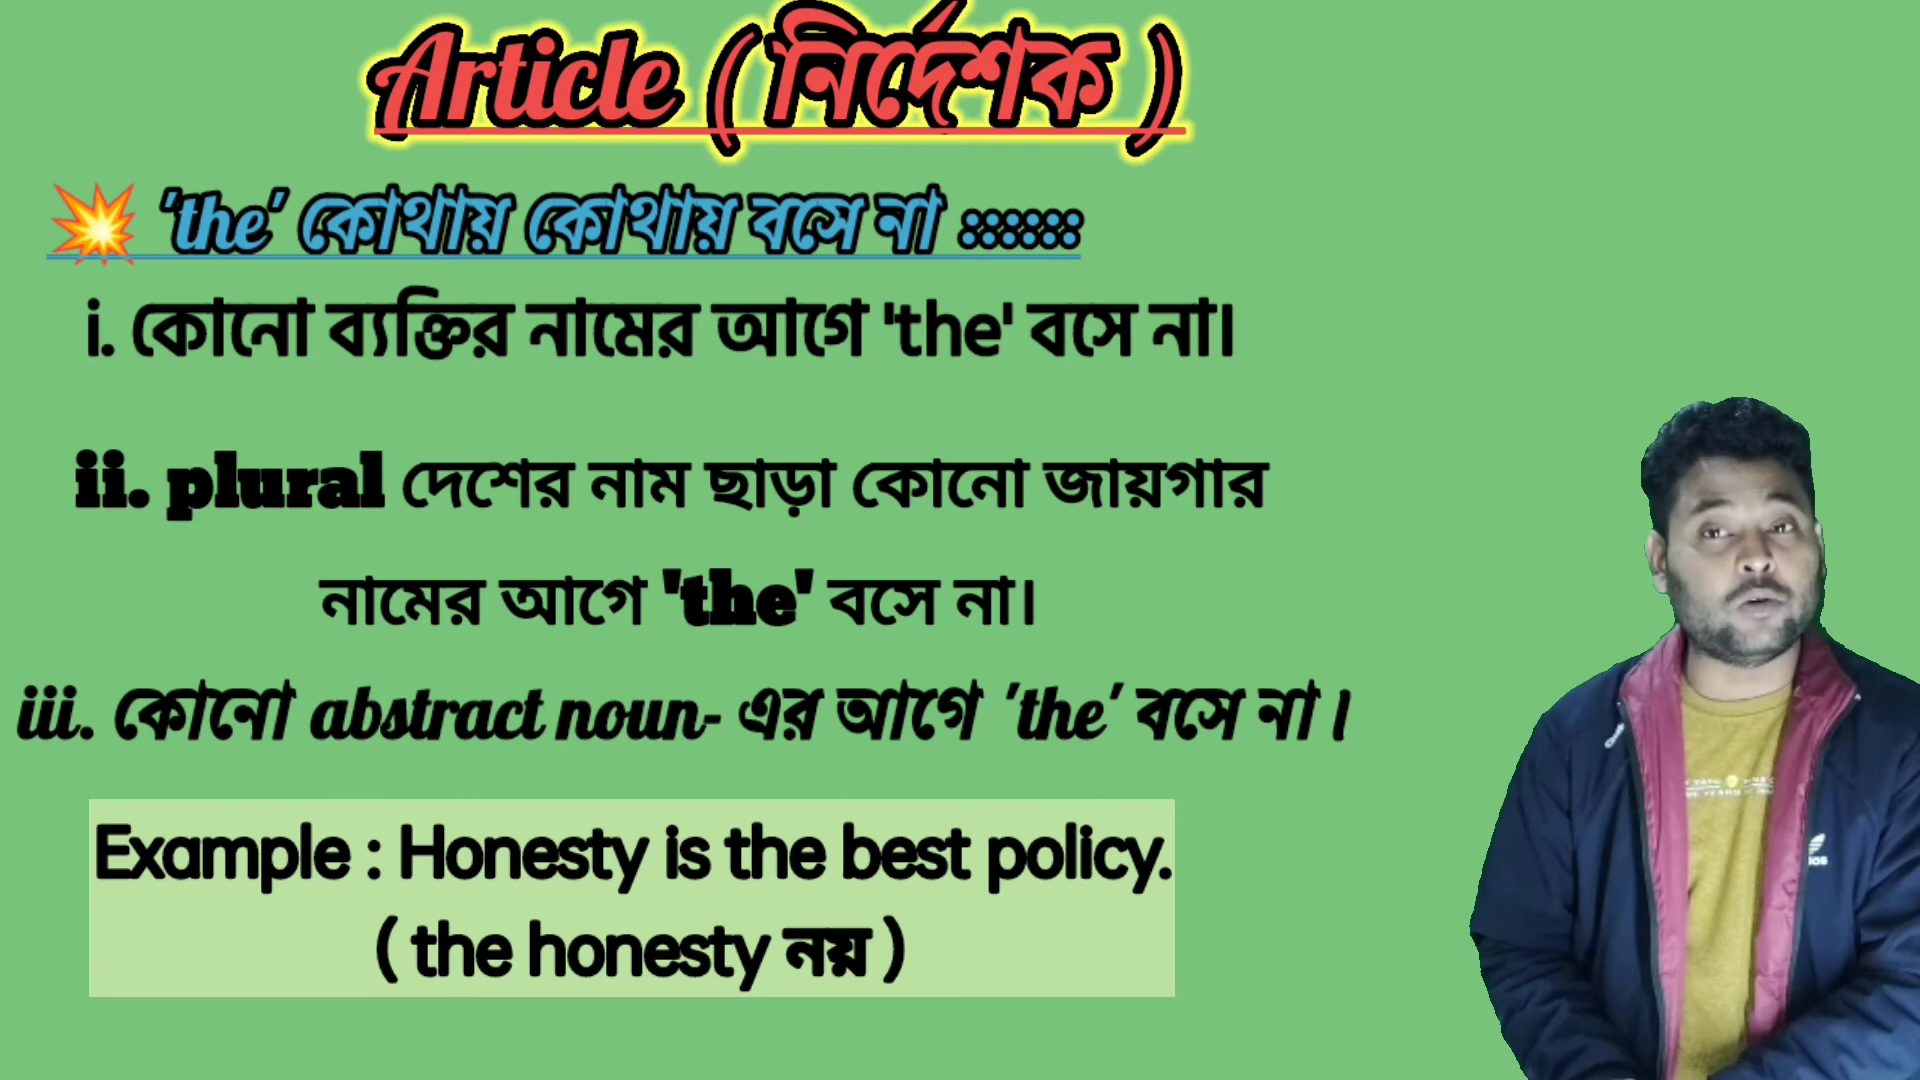 Article ( নির্দেশক )
💥 'the' কোথায় কোথায় বসে না ::::::
i. কোনো ব্যক্তির নামের আগে 'the' বসে না।
ii. plural দেশের নাম ছাড়া কোনো জায়গার
নামের আগে 'the' বসে না।
iii. কোনো abstract noun- এর আগে 'the' বসে না।
Example : Honesty is the best policy.
( the honesty নয় )